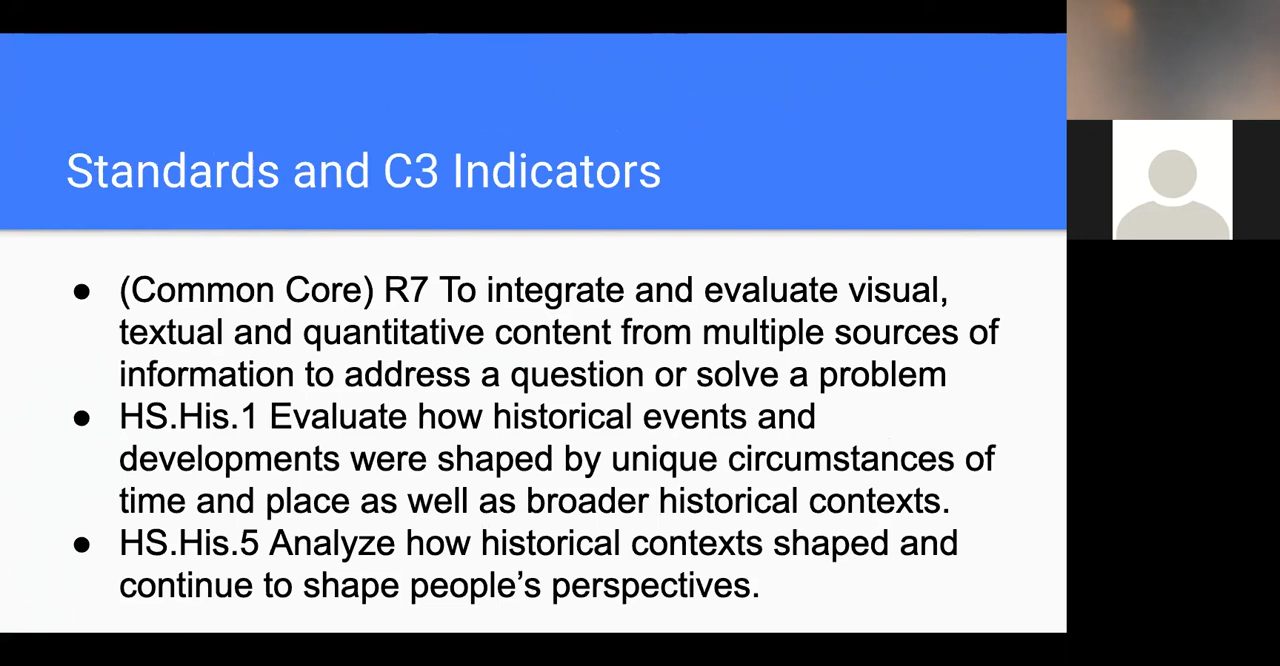 Standards and C3 Indicators
● (Common Core) R7 To integrate and evaluate visual,
textual and quantitative content from multiple sources of
information to address a question or solve a problem
● HS.His.1 Evaluate how historical events and
developments were shaped by unique circumstances of
time and place as well as broader historical contexts.
● HS.His.5 Analyze how historical contexts shaped and
continue to shape people’s perspectives.